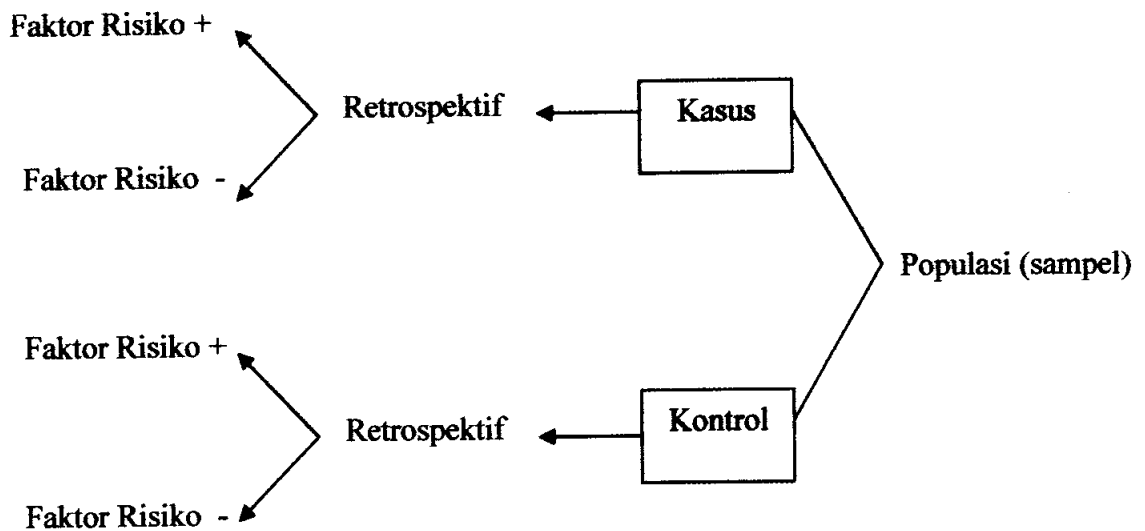 Faktor Risiko +
Retrospektif
Kasus
Faktor Risiko -
Populasi (sampel)
Faktor Risiko +
Retrospektif
Kontrol
Faktor Risiko -